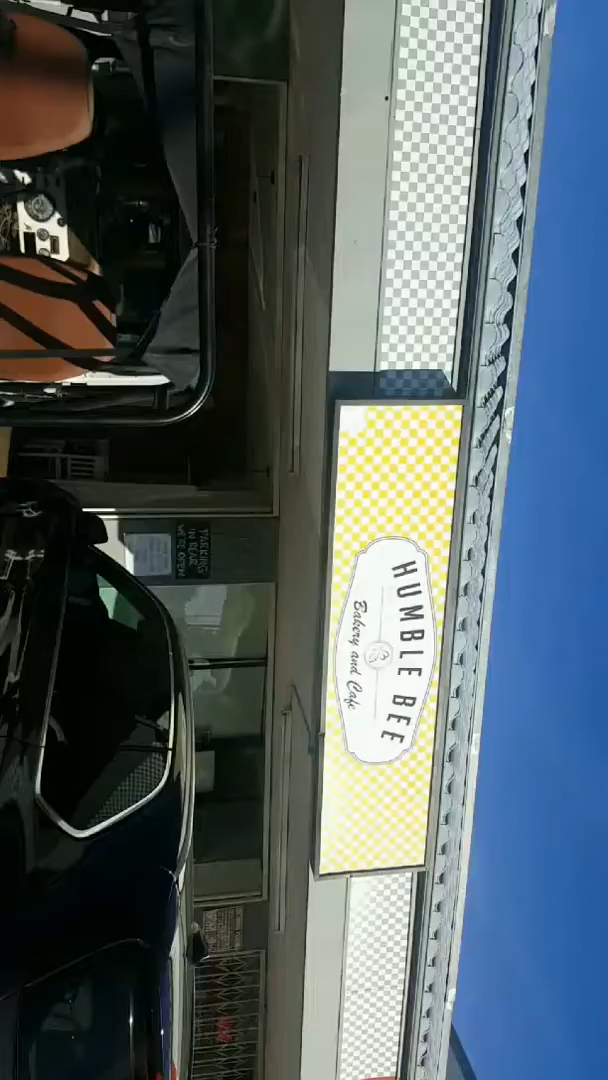 HUMBLE BEE
Bakery and Cafe
PARKING
IN REAR
WE'RE OPEN